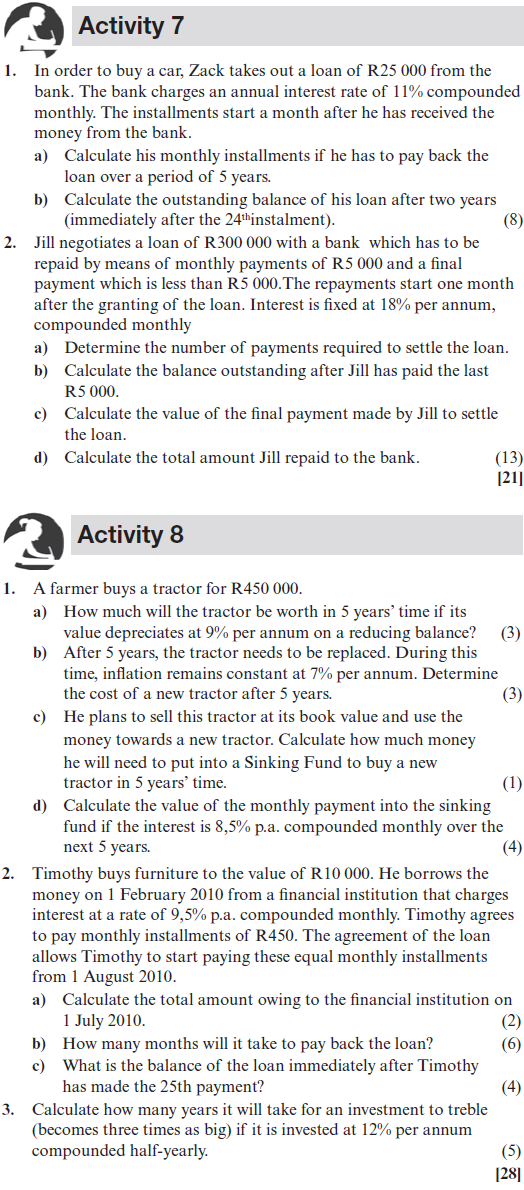 Activity 7
1. In order to buy a car, Zack takes out a loan of R25 000 from the
bank. The bank charges an annual interest rate of 11% compounded
monthly. The installments start a month after he has received the
money from the bank.
a) Calculate his monthly installments if he has to pay back the
loan over a period of 5 years.
b) Calculate the outstanding balance of his loan after two years
(immediately after the 24thinstalment). (8)
2. Jill negotiates a loan of R300 000 with a bank which has to be
repaid by means of monthly payments of R5 000 and a final
payment which is less than R5 000.The repayments start one month
after the granting of the loan. Interest is fixed at 18% per annum,
compounded monthly
a) Determine the number of payments required to settle the loan.
b) Calculate the balance outstanding after Jill has paid the last
R5 000.
c) Calculate the value of the final payment made by Jill to settle
the loan.
d) Calculate the total amount Jill repaid to the bank. (13)
[21]
Activity 8
1. A farmer buys a tractor for R450 000.
a) How much will the tractor be worth in 5 years' time if its
value depreciates at 9% per annum on a reducing balance? (3)
b) After 5 years, the tractor needs to be replaced. During this
time, inflation remains constant at 7% per annum. Determine
the cost of a new tractor after 5 years. (3)
c) He plans to sell this tractor at its book value and use the
money towards a new tractor. Calculate how much money
he will need to put into a Sinking Fund to buy a new
tractor in 5 years' time. (1)
d) Calculate the value of the monthly payment into the sinking
fund if the interest is 8,5% p.a. compounded monthly over the
next 5 years. (4)
2. Timothy buys furniture to the value of R10 000. He borrows the
money on 1 February 2010 from a financial institution that charges
interest at a rate of 9,5% p.a. compounded monthly. Timothy agrees
to pay monthly installments of R450. The agreement of the loan
allows Timothy to start paying these equal monthly installments
from 1 August 2010.
a) Calculate the total amount owing to the financial institution on
1 July 2010. (2)
b) How many months will it take to pay back the loan? (6)
c) What is the balance of the loan immediately after Timothy
has made the 25th payment? (4)
3. Calculate how many years it will take for an investment to treble
(becomes three times as big) if it is invested at 12% per annum
compounded half-yearly. (5)
[28]